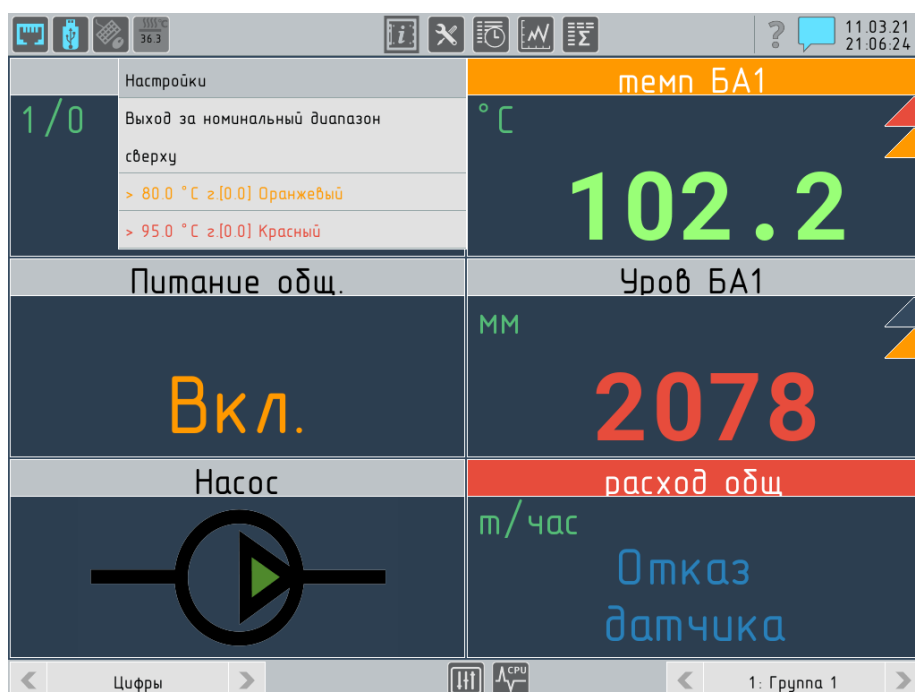 36.3
i
?
11.03.21
21:06:24
Настройки
темп БА1
1/0
Выход за номинальный диапазон
сверху
> 80.0 °C г.[0.0] Оранжевый
> 95.0 °C г.[0.0] Красный
°C
102.2
Питание общ.
Уров БА1
Вкл.
мм
2078
Насос
расход общ
т/час
Отказ
датчика
< Цифры >
CPU
< 1: Группа 1 >